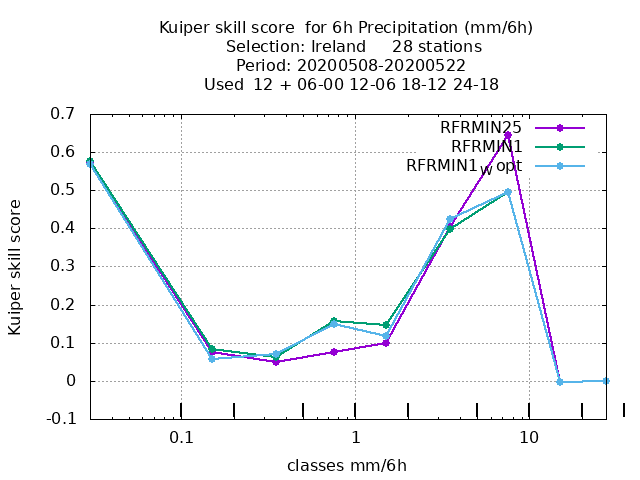 Kuiper skill score  for 6h Precipitation (mm/6h)
Selection: Ireland     28 stations
Period: 20200508-20200522
Used  12 + 06-00 12-06 18-12 24-18
RFRMIN25
RFRMIN1
RFRMIN1wopt
0.7
0.6
0.5
0.4
0.3
0.2
0.1
0
-0.1
Kuiper skill score
0.1 1 10
classes mm/6h